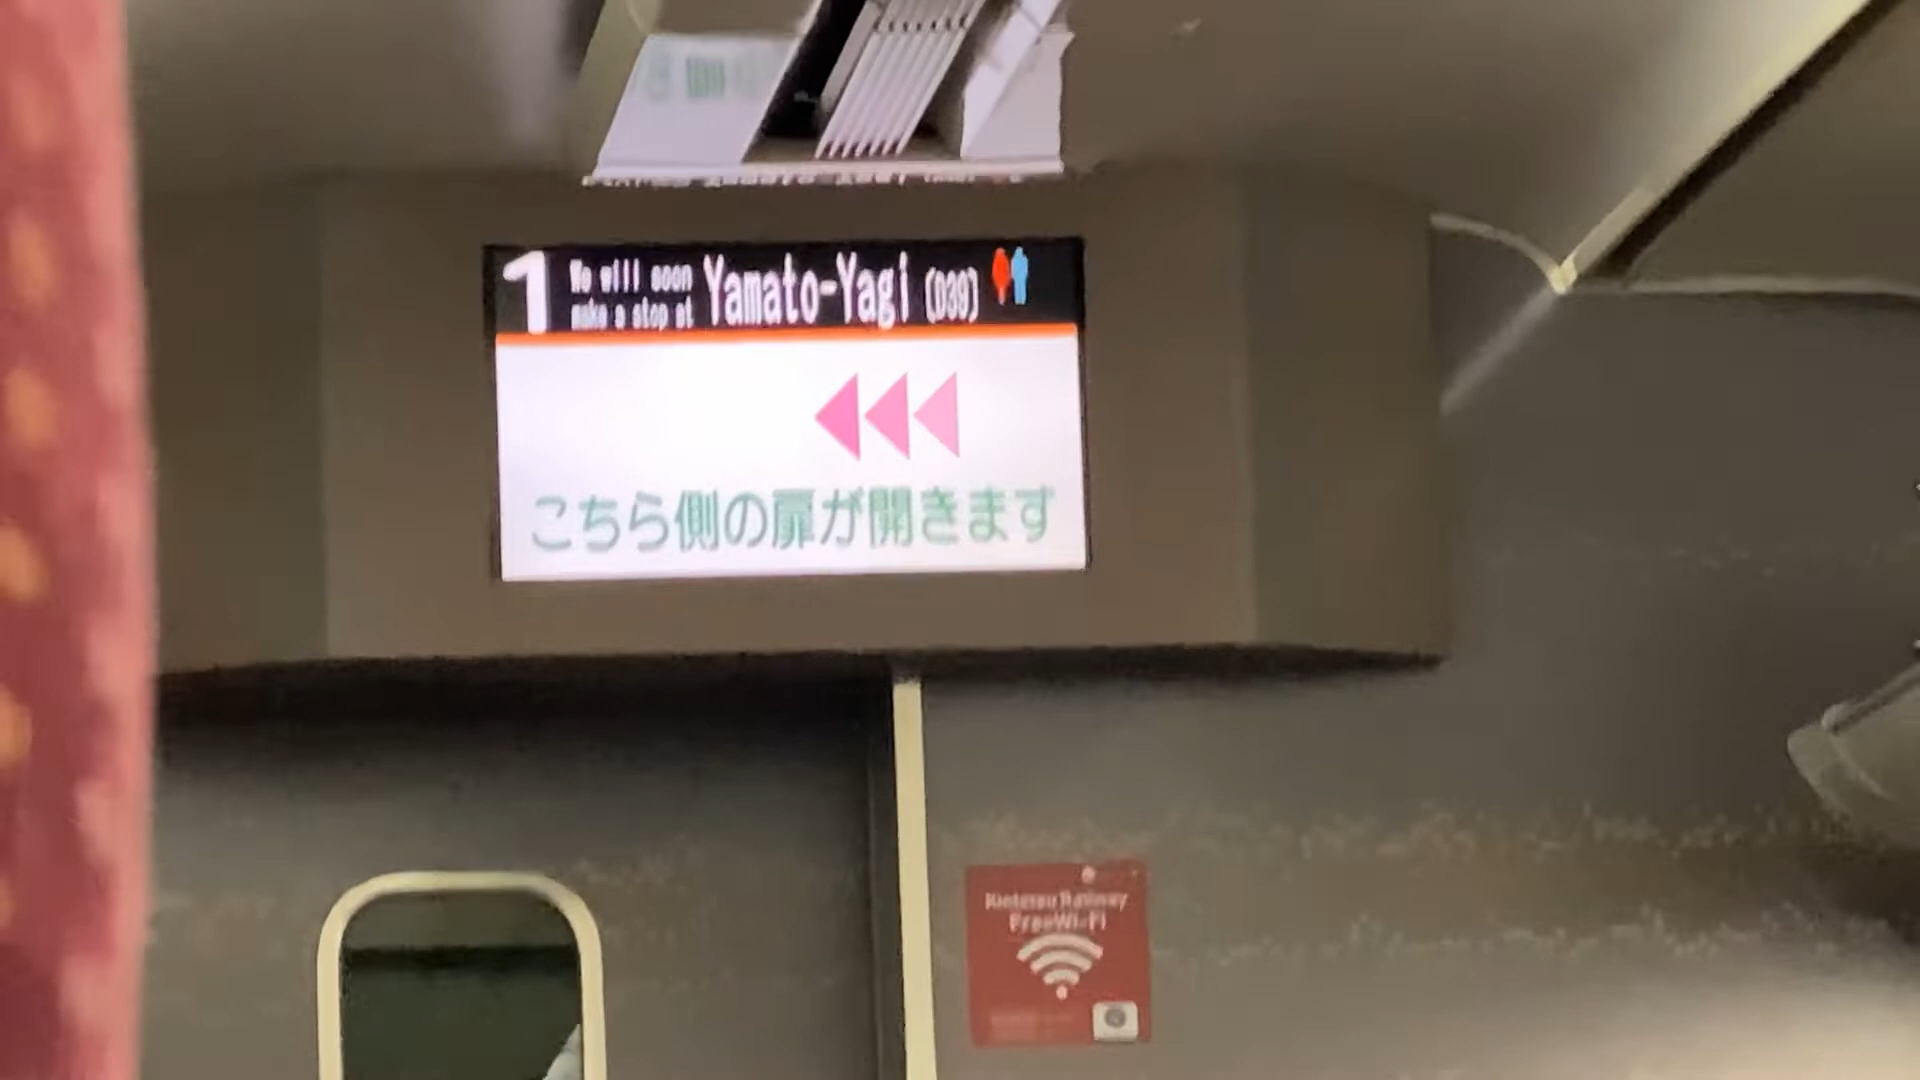 1 We will soon make a stop at Yamato-Yagi (D39)
こちら側の扉が開きます
Kintetsu Railway
Free Wi-Fi